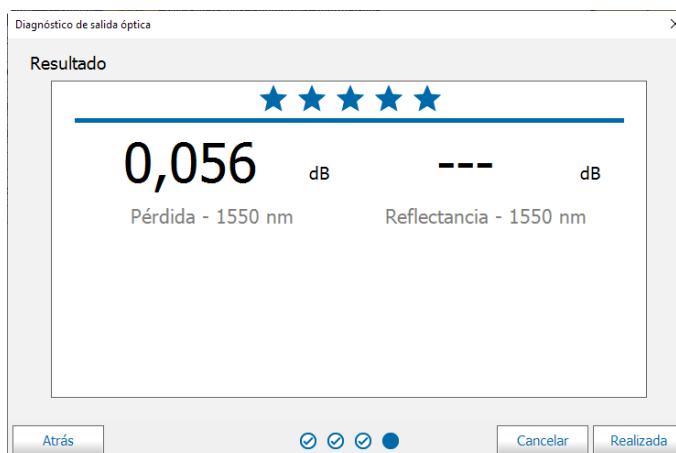 Diagnóstico de salida óptica
Resultado
0,056 dB --- dB
Pérdida - 1550 nm Reflectancia - 1550 nm
Atrás Cancelar Realizada